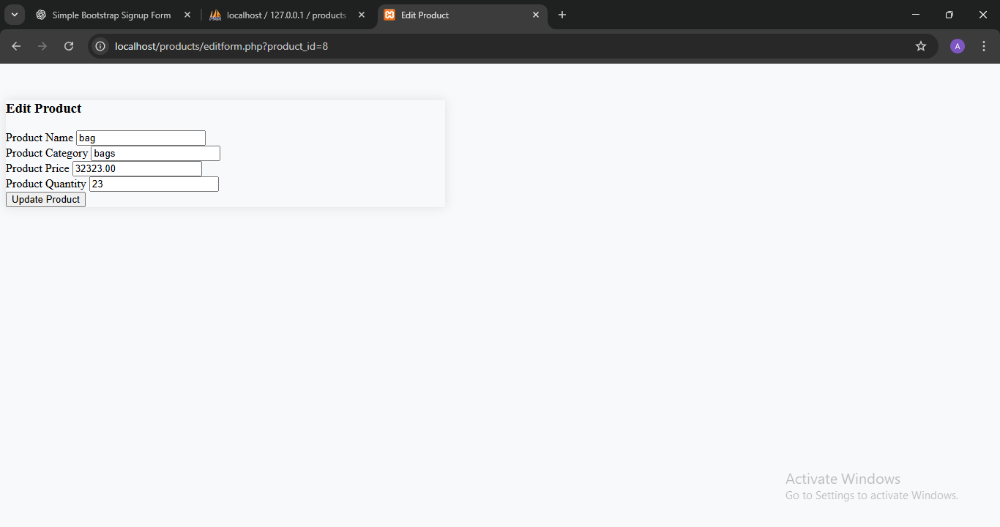 Simple Bootstrap Signup Form
localhost / 127.0.0.1 / products
Edit Product
localhost/products/editform.php?product_id=8
A
Edit Product
Product Name bag
Product Category bags
Product Price 32323.00
Product Quantity 23
Update Product
Activate Windows
Go to Settings to activate Windows.